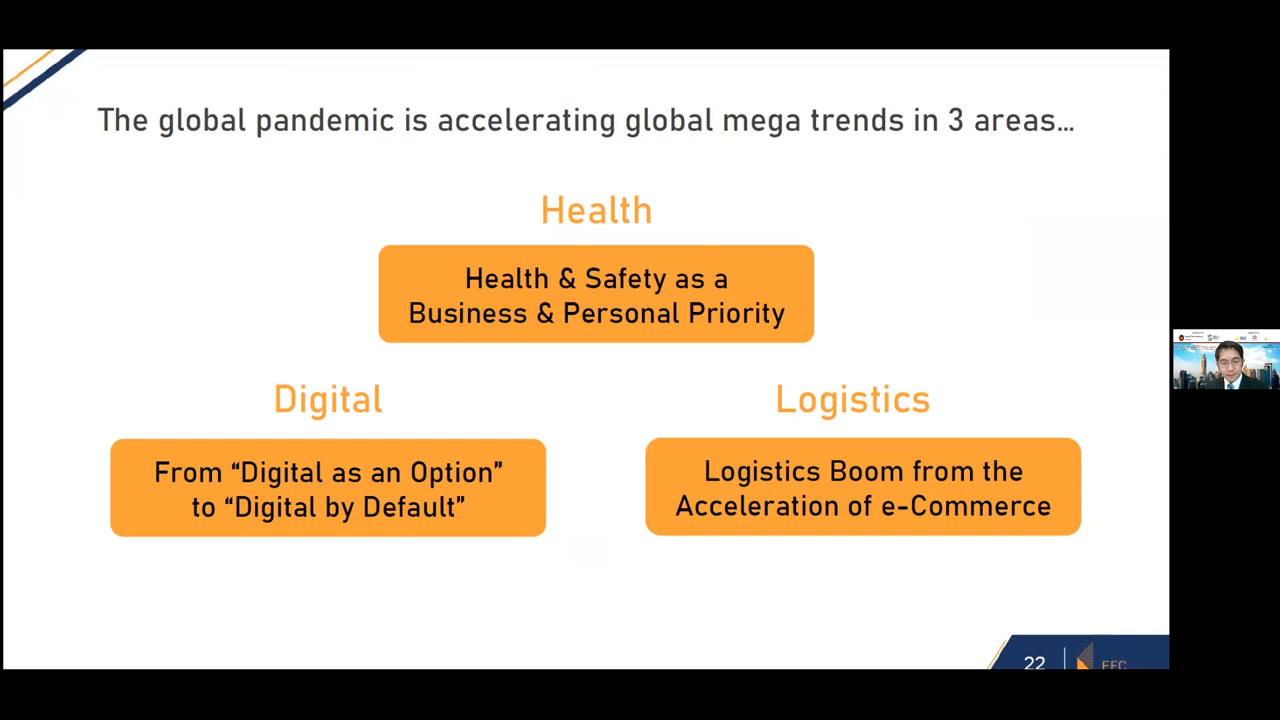 The global pandemic is accelerating global mega trends in 3 areas...
Health
Health & Safety as a
Business & Personal Priority
Digital
From “Digital as an Option”
to “Digital by Default”
Logistics
Logistics Boom from the
Acceleration of e-Commerce
22